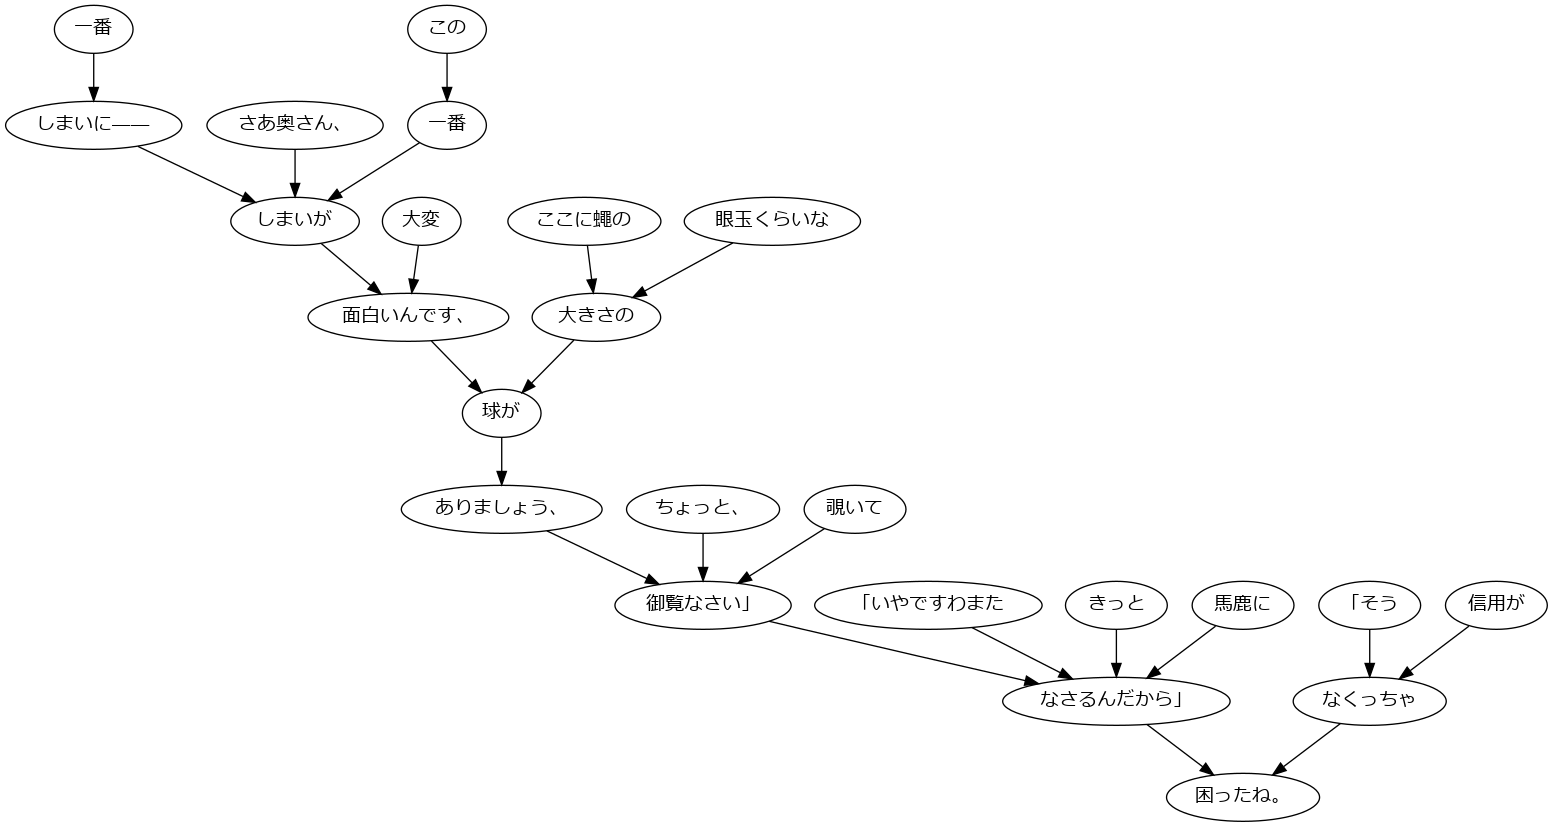 一番
この
しまいに――
さあ奥さん、
一番
しまいが
大変
ここに蠅の
眼玉くらいな
面白いんです、
大きさの
球が
ありましょう、
ちょっと、
覗いて
御覧なさい」
「いやですわまた
きっと
馬鹿に
「そう
信用が
なさるんだから」
なくっちゃ
困ったね。